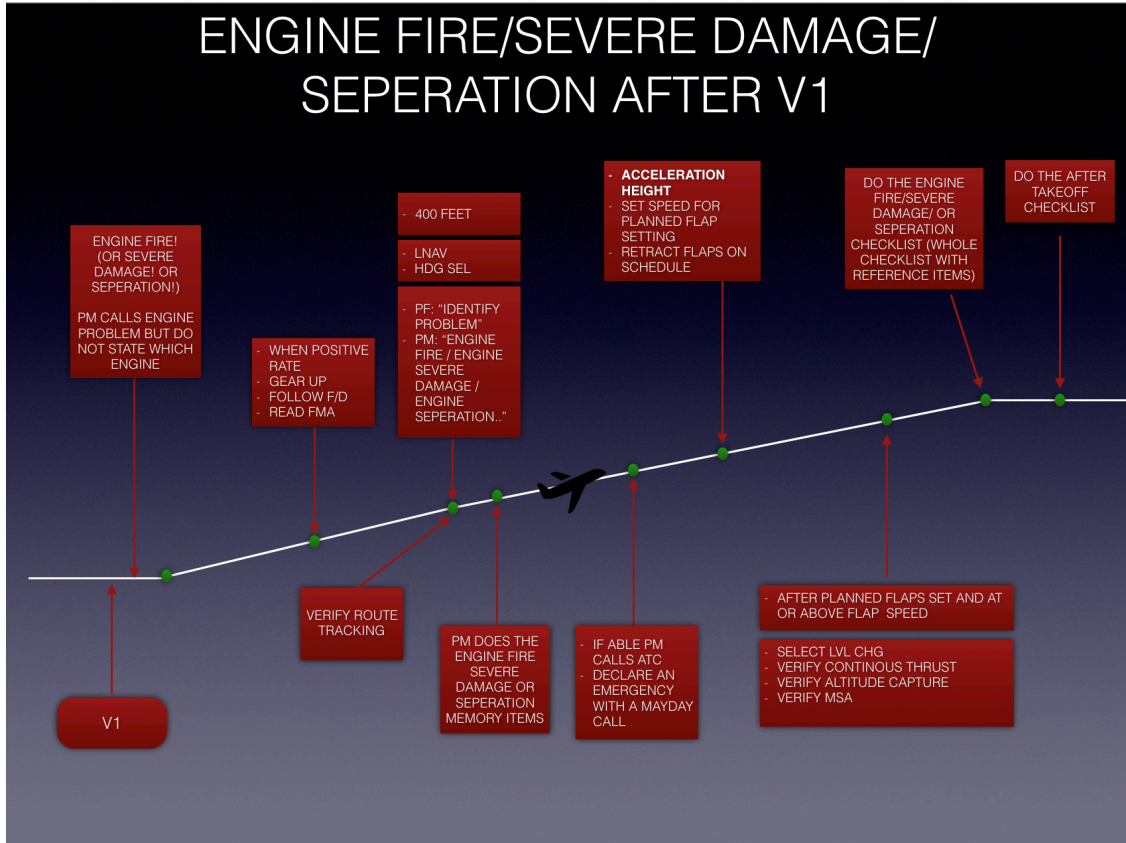 ENGINE FIRE/SEVERE DAMAGE/
SEPERATION AFTER V1
ENGINE FIRE!
(OR SEVERE
DAMAGE! OR
SEPERATION!)
PM CALLS ENGINE
PROBLEM BUT DO
NOT STATE WHICH
ENGINE
- WHEN POSITIVE
RATE
- GEAR UP
- FOLLOW F/D
- READ FMA
- 400 FEET
- LNAV
- HDG SEL
- PF: “IDENTIFY
PROBLEM”
- PM: “ENGINE
FIRE / ENGINE
SEVERE
DAMAGE /
ENGINE
SEPERATION..”
- ACCELERATION
HEIGHT
- SET SPEED FOR
PLANNED FLAP
SETTING
- RETRACT FLAPS ON
SCHEDULE
DO THE ENGINE
FIRE/SEVERE
DAMAGE/ OR
SEPERATION
CHECKLIST (WHOLE
CHECKLIST WITH
REFERENCE ITEMS)
DO THE AFTER
TAKEOFF
CHECKLIST
V1
VERIFY ROUTE
TRACKING
PM DOES THE
ENGINE FIRE
SEVERE
DAMAGE OR
SEPERATION
MEMORY ITEMS
- IF ABLE PM
CALLS ATC
- DECLARE AN
EMERGENCY
WITH A MAYDAY
CALL
- AFTER PLANNED FLAPS SET AND AT
OR ABOVE FLAP SPEED
- SELECT LVL CHG
- VERIFY CONTINOUS THRUST
- VERIFY ALTITUDE CAPTURE
- VERIFY MSA